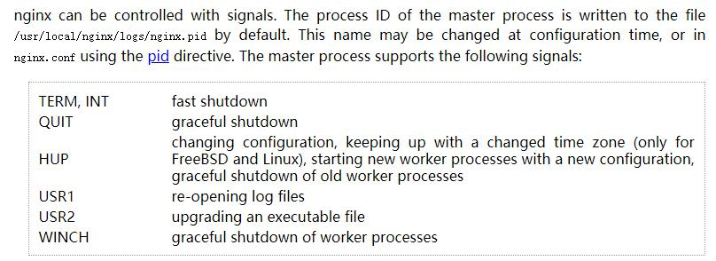 nginx can be controlled with signals. The process ID of the master process is written to the file
/usr/local/nginx/logs/nginx.pid by default. This name may be changed at configuration time, or in
nginx.conf using the pid directive. The master process supports the following signals:
TERM, INT fast shutdown
QUIT graceful shutdown
changing configuration, keeping up with a changed time zone (only for
HUP FreeBSD and Linux), starting new worker processes with a new configuration,
graceful shutdown of old worker processes
USR1 re-opening log files
USR2 upgrading an executable file
WINCH graceful shutdown of worker processes